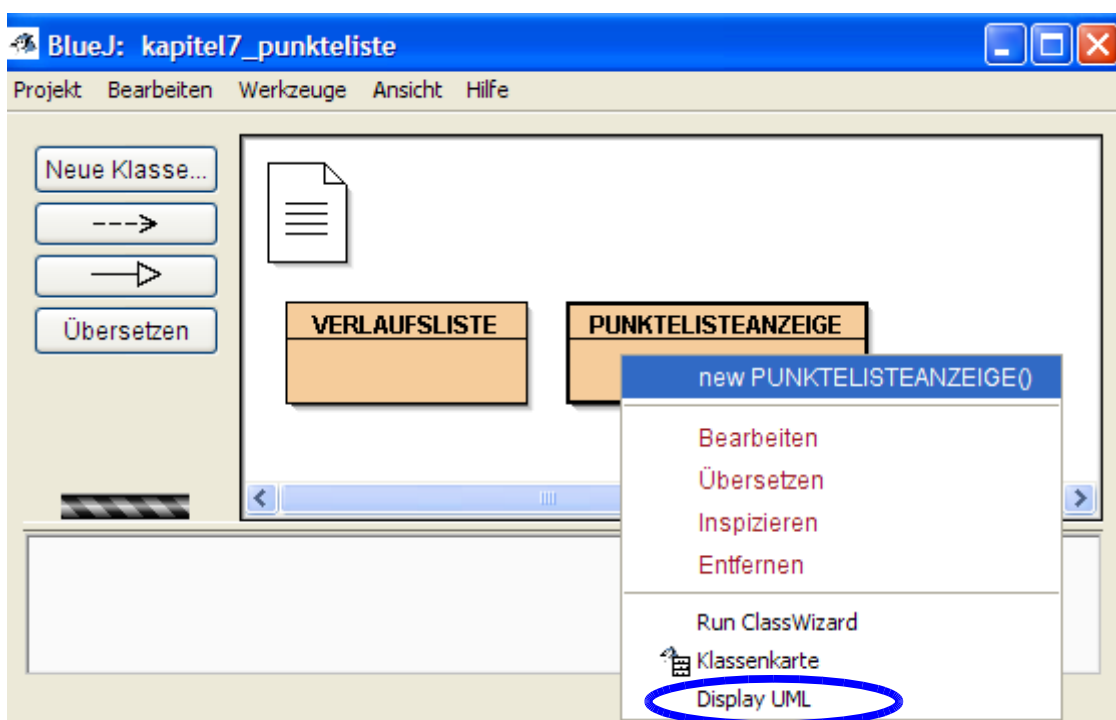 BlueJ: kapitel7_punkteliste
Projekt Bearbeiten Werkzeuge Ansicht Hilfe
Neue Klasse...
Übersetzen
VERLAUFSLISTE
PUNKTELISTEANZEIGE
new PUNKTELISTEANZEIGE()
Bearbeiten
Übersetzen
Inspizieren
Entfernen
Run ClassWizard
Klassenkarte
Display UML